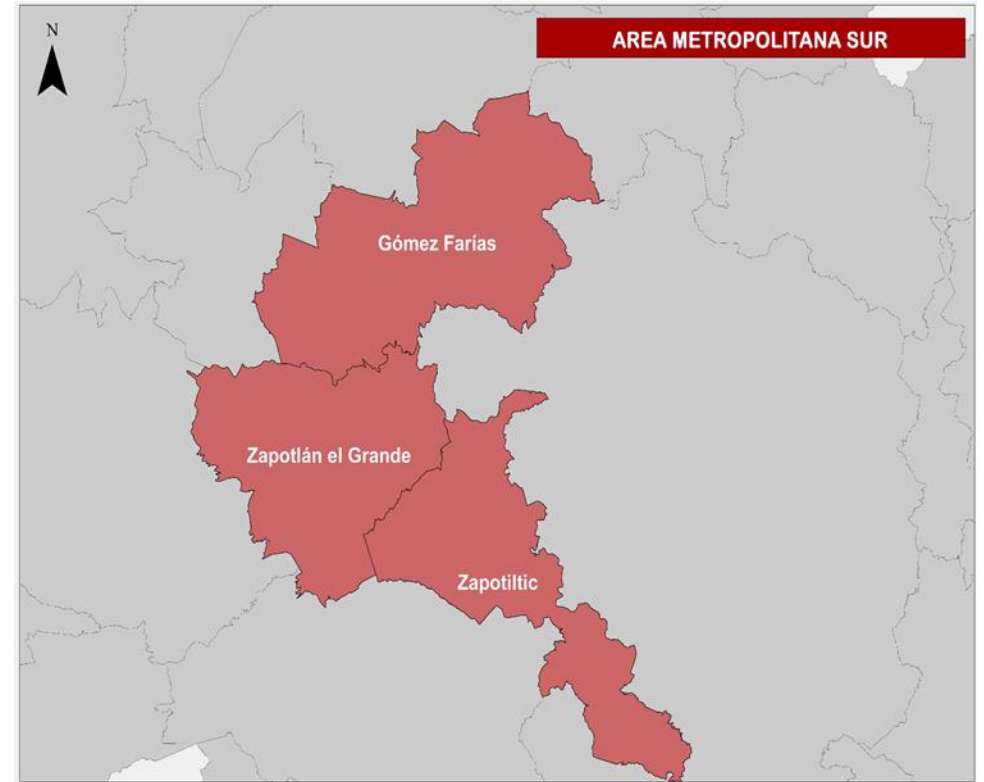 N
AREA METROPOLITANA SUR
Gómez Farías
Zapotlán el Grande
Zapotiltic